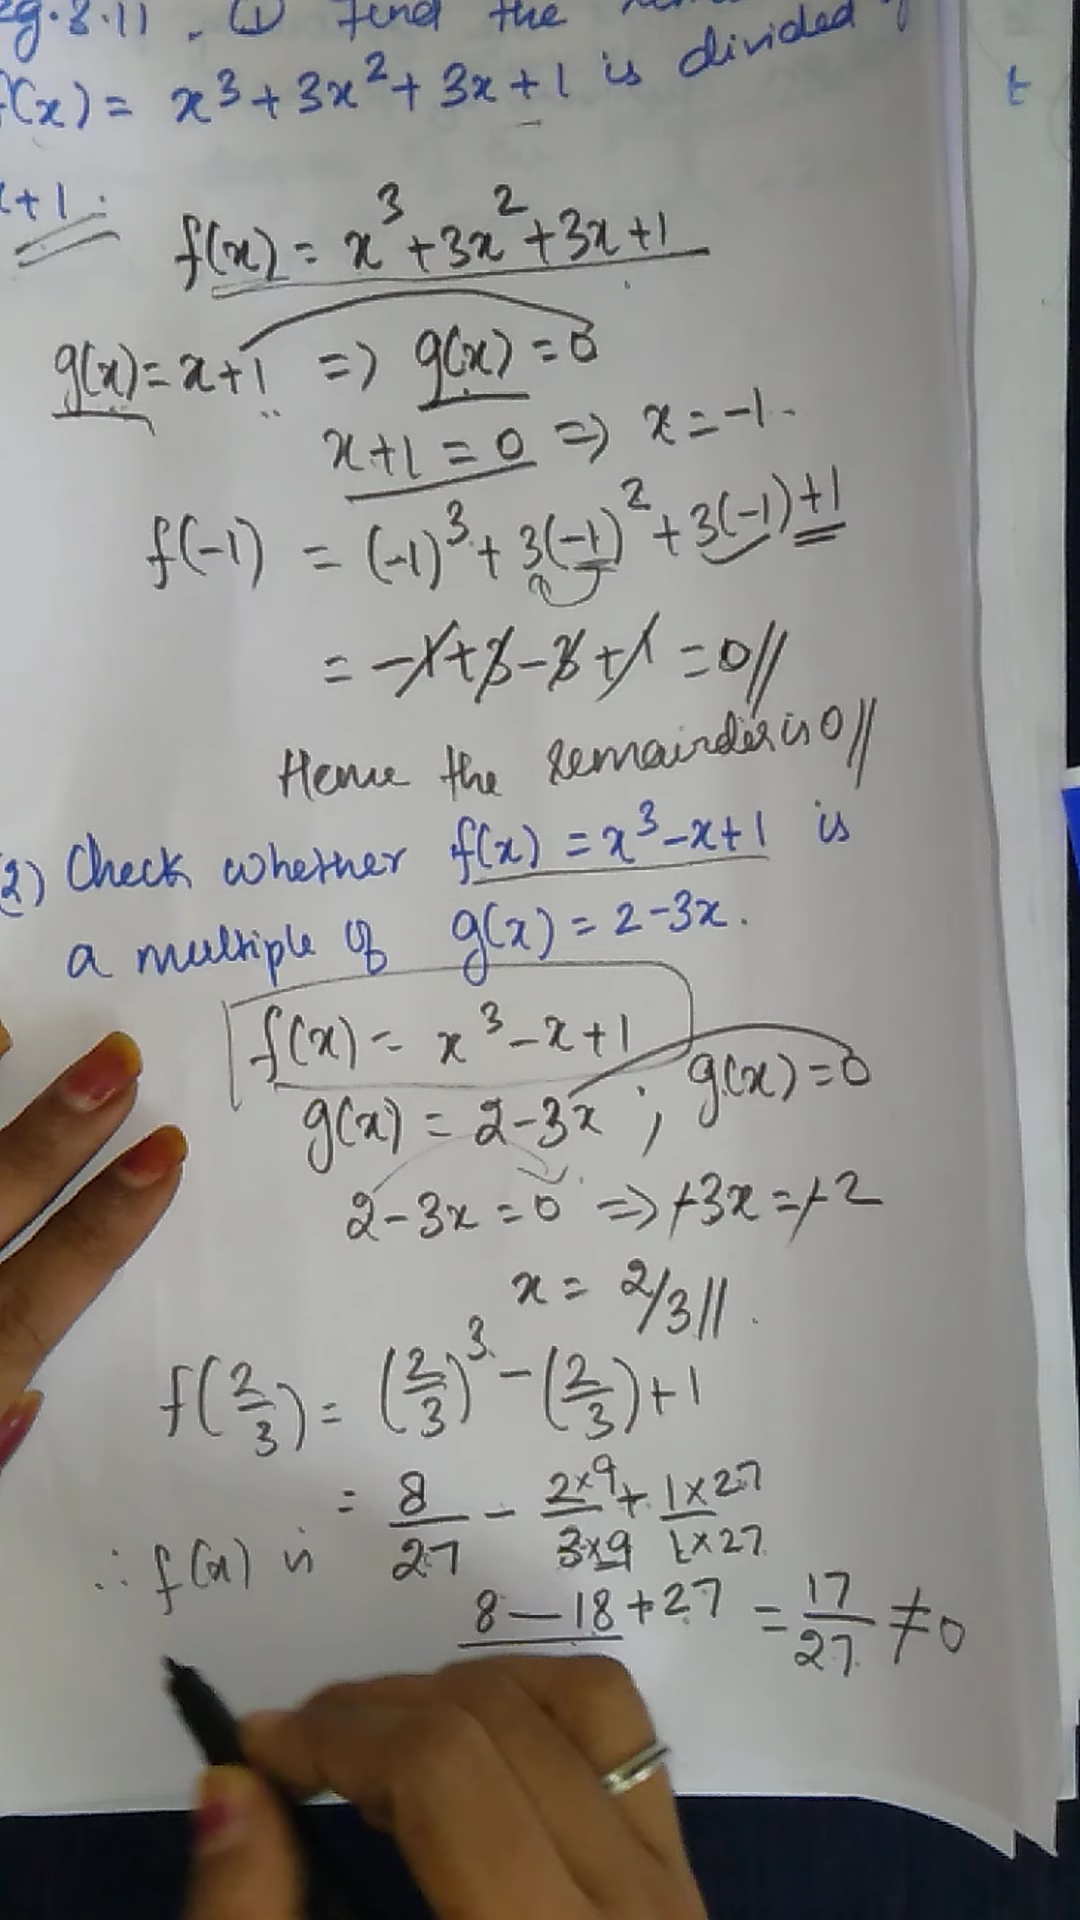 eg.3.11. ① Find the
f(x) = x³+3x²+3x+1 is divided
x+1.
f(x) = x³+3x²+3x+1
g(x)=x+1 => g(x)=0
x+1=0 => x=-1.
f(-1) = (-1)³+3(-1)²+3(-1)+1
= -1+3-3+1 =0//
Hence the remainder is 0//
2) Check whether f(x)=x³-x+1 is
a multiple of g(x)=2-3x.
f(x) = x³-x+1
g(x) = 2-3x ; g(x)=0
2-3x=0 => -3x=-2
x = 2/3//.
f(2/3) = (2/3)³-(2/3)+1
= 8/27 - 2×9/3×9 + 1×27/1×27
∴ f(x) is
8-18+27 = 17/27 ≠0